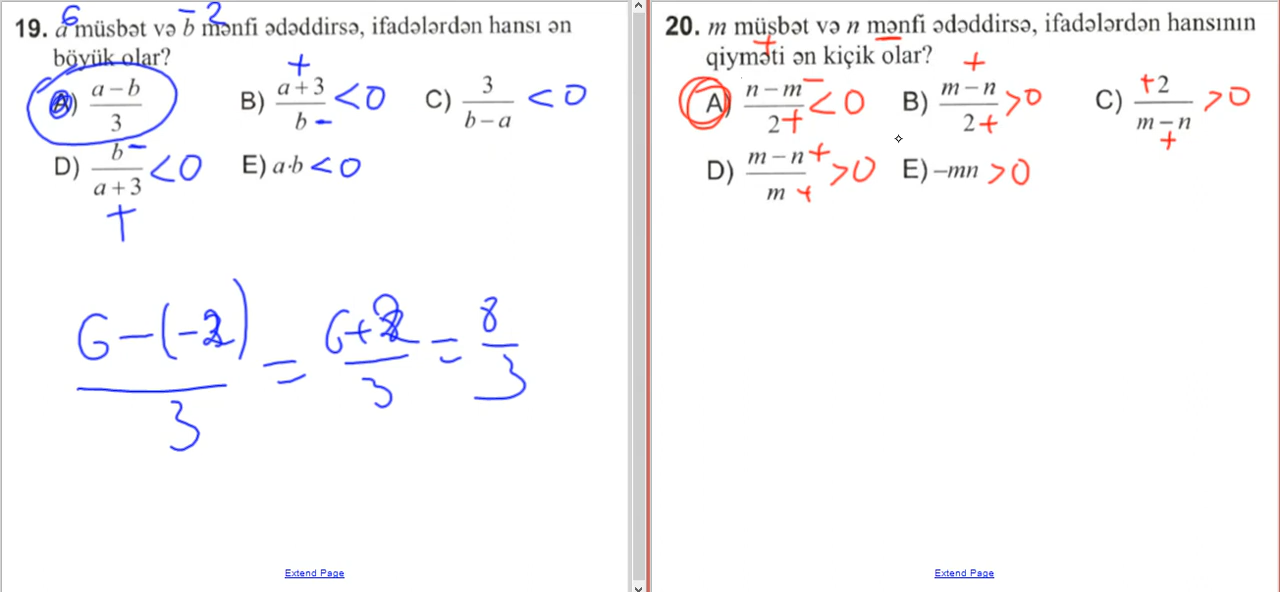 6 -2
19. a müsbət və b mənfi ədəddirsə, ifadələrdən hansı ən
böyük olar?
A) (a - b)/3 B) (a + 3)/b < 0 C) 3/(b - a) < 0
+ -
D) b/(a + 3) < 0 E) a·b < 0
- +
(6 - (-2))/3 = (6 + 2)/3 = 8/3
Extend Page
20. m müsbət və n mənfi ədəddirsə, ifadələrdən hansının
+ -
qiyməti ən kiçik olar?
A) (n - m)/2 < 0 B) (m - n)/2 > 0 C) +2/(m - n) > 0
- + + + +
D) (m - n)/m > 0 E) -mn > 0
+ +
Extend Page